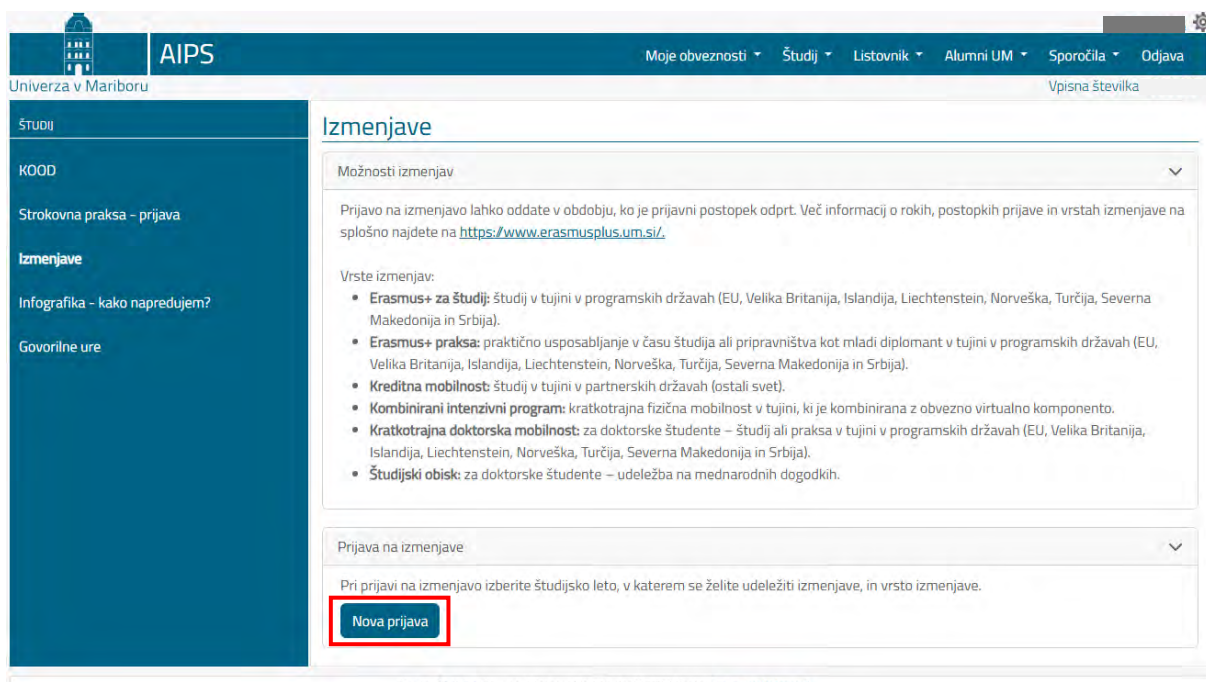 AIPS
Moje obveznosti
Študij
Listovnik
Alumni UM
Sporočila
Odjava
Univerza v Mariboru
Vpisna številka
ŠTUDIJ
Izmenjave
KOOD
Strokovna praksa - prijava
Izmenjave
Infografika - kako napredujem?
Govorilne ure
Možnosti izmenjav
Prijavo na izmenjavo lahko oddate v obdobju, ko je prijavni postopek odprt. Več informacij o rokih, postopkih prijave in vrstah izmenjave na
splošno najdete na https://www.erasmusplus.um.si/.
Vrste izmenjav:
• Erasmus+ za študij: študij v tujini v programskih državah (EU, Velika Britanija, Islandija, Liechtenstein, Norveška, Turčija, Severna
Makedonija in Srbija).
• Erasmus+ praksa: praktično usposabljanje v času študija ali pripravništva kot mladi diplomant v tujini v programskih državah (EU,
Velika Britanija, Islandija, Liechtenstein, Norveška, Turčija, Severna Makedonija in Srbija).
• Kreditna mobilnost: študij v tujini v partnerskih državah (ostali svet).
• Kombinirani intenzivni program: kratkotrajna fizična mobilnost v tujini, ki je kombinirana z obvezno virtualno komponento.
• Kratkotrajna doktorska mobilnost: za doktorske študente – študij ali praksa v tujini v programskih državah (EU, Velika Britanija,
Islandija, Liechtenstein, Norveška, Turčija, Severna Makedonija in Srbija).
• Študijski obisk: za doktorske študente – udeležba na mednarodnih dogodkih.
Prijava na izmenjave
Pri prijavi na izmenjavo izberite študijsko leto, v katerem se želite udeležiti izmenjave, in vrsto izmenjave.
Nova prijava